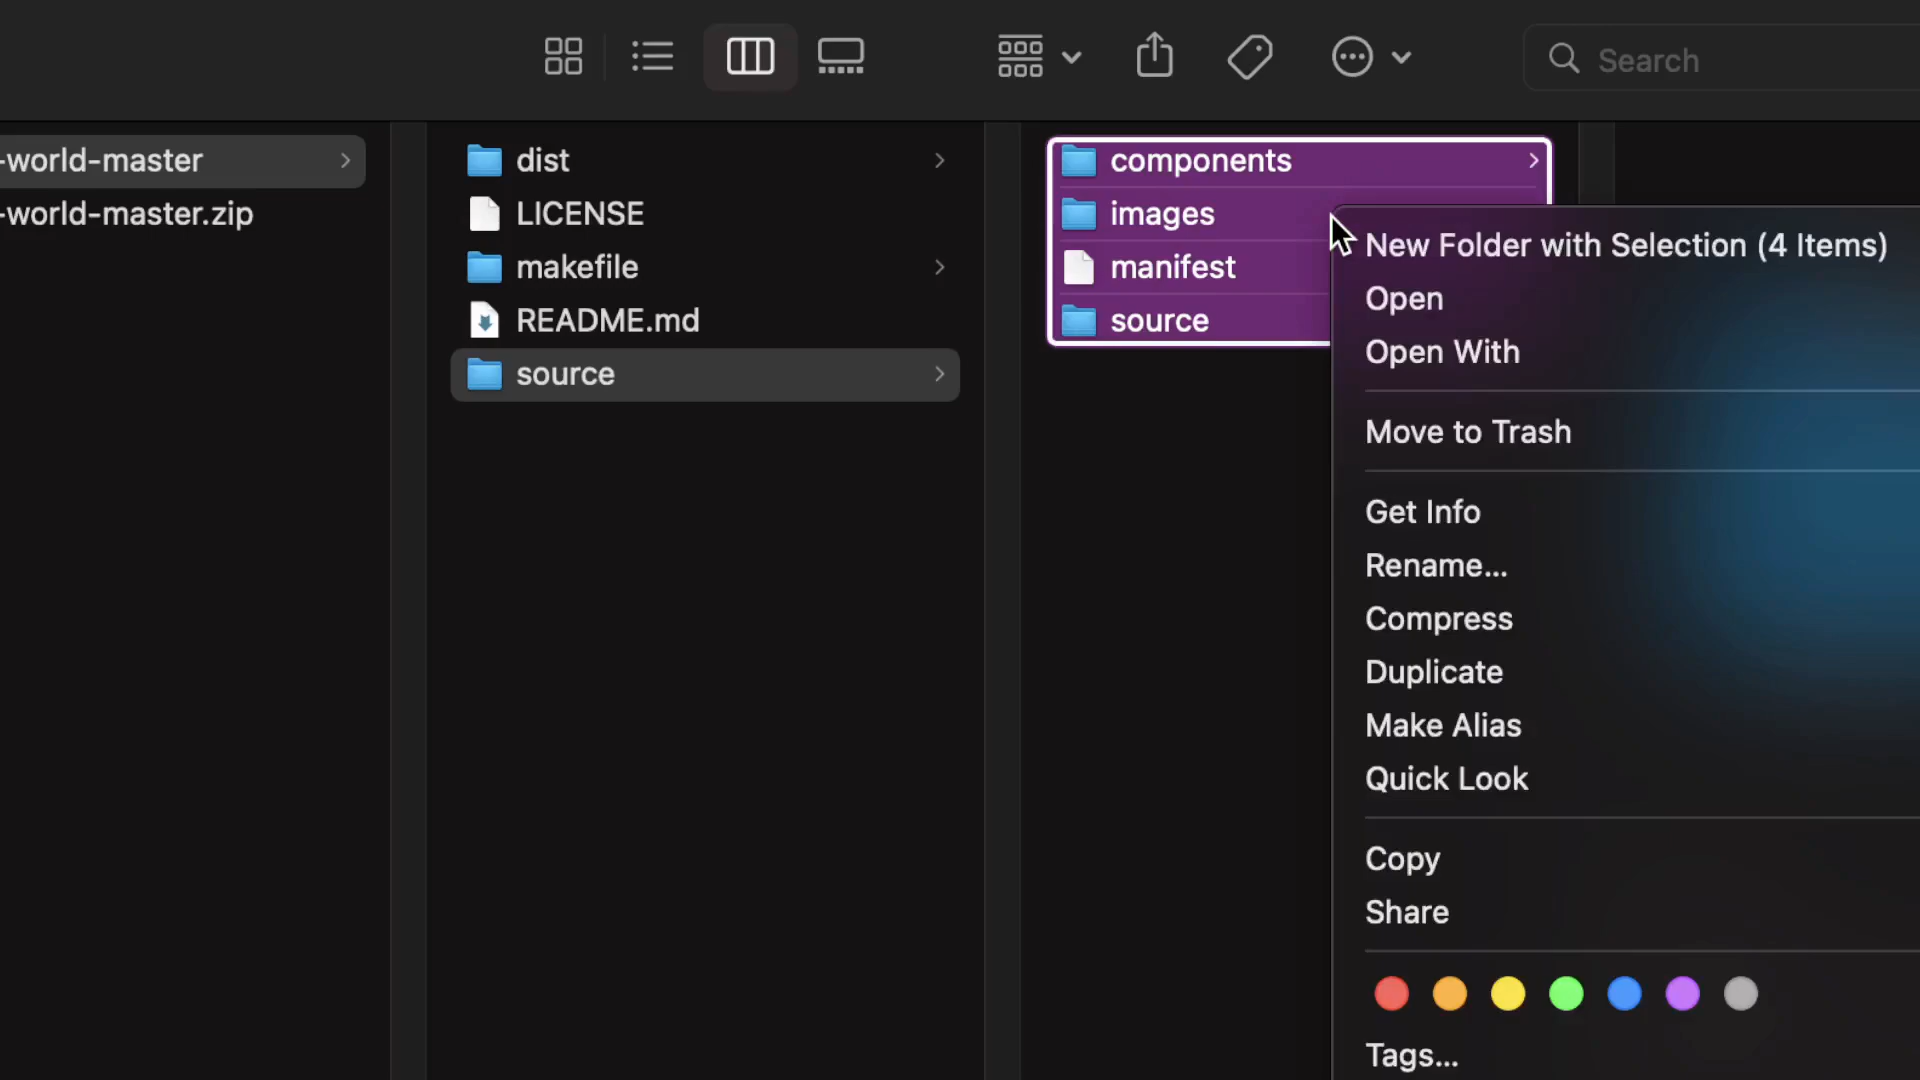 Search
-world-master
-world-master.zip
dist
LICENSE
makefile
README.md
source
components
images
manifest
source
New Folder with Selection (4 Items)
Open
Open With
Move to Trash
Get Info
Rename...
Compress
Duplicate
Make Alias
Quick Look
Copy
Share
Tags...